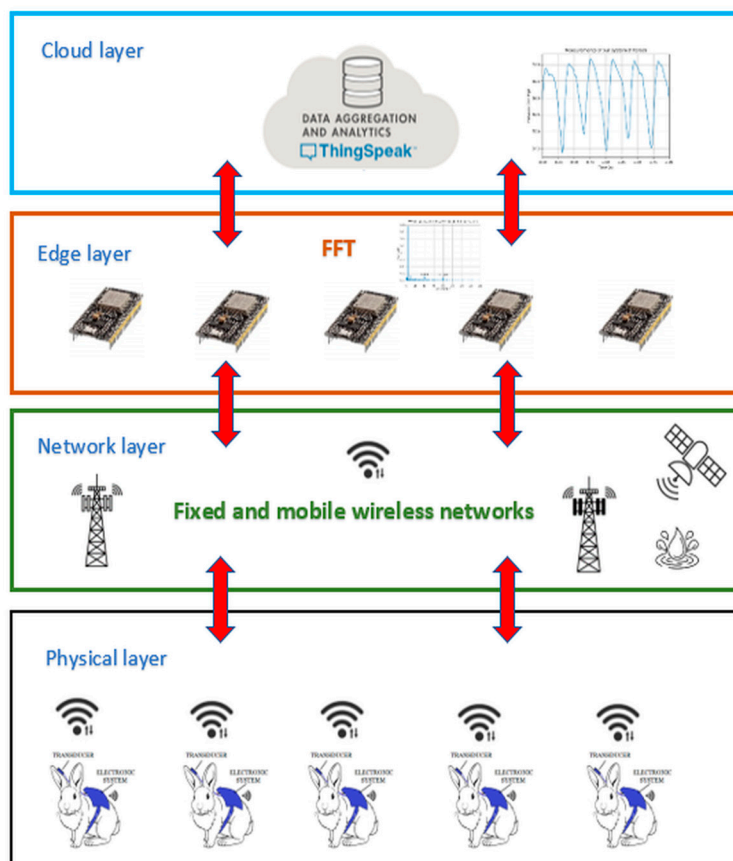 Cloud layer
DATA AGGREGATION
AND ANALYTICS
ThingSpeak™
Edge layer
FFT
Network layer
Fixed and mobile wireless networks
Physical layer
TRANSDUCER
ELECTRONIC
SYSTEM
TRANSDUCER
ELECTRONIC
SYSTEM
TRANSDUCER
ELECTRONIC
SYSTEM
TRANSDUCER
ELECTRONIC
SYSTEM
TRANSDUCER
ELECTRONIC
SYSTEM